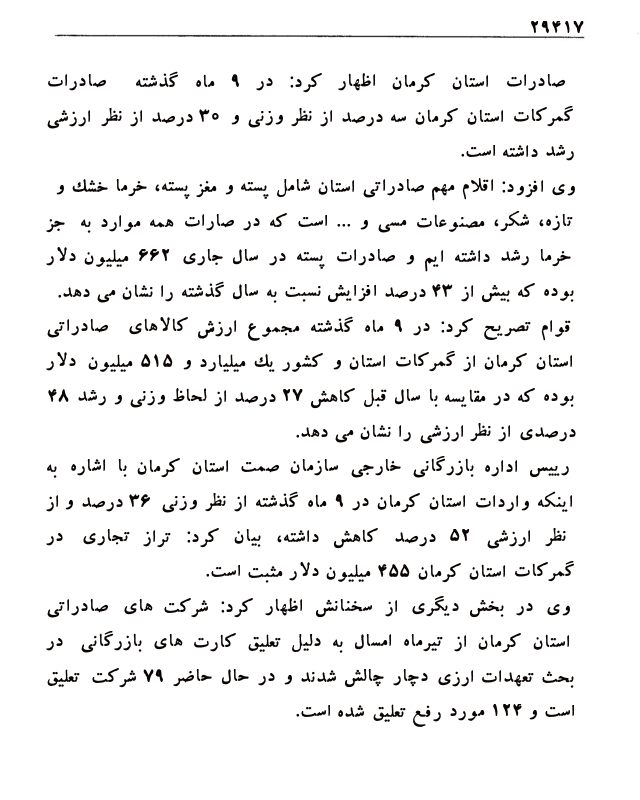 ۲۹۴۱۷
صادرات استان کرمان اظهار کرد: در ۹ ماه گذشته صادرات
گمرکات استان کرمان سه درصد از نظر وزنی و ۳۰ درصد از نظر ارزشی
رشد داشته است.
وی افزود: اقلام مهم صادراتی استان شامل پسته و مغز پسته، خرما خشك و
تازه، شکر، مصنوعات مسی و ... است که در صارات همه موارد به جز
خرما رشد داشته ایم و صادرات پسته در سال جاری ۶۶۲ میلیون دلار
بوده که بیش از ۴۳ درصد افزایش نسبت به سال گذشته را نشان می دهد.
قوام تصریح کرد: در ۹ ماه گذشته مجموع ارزش کالاهای صادراتی
استان کرمان از گمرکات استان و کشور یك میلیارد و ۵۱۵ میلیون دلار
بوده که در مقایسه با سال قبل کاهش ۲۷ درصد از لحاظ وزنی و رشد ۴۸
درصدی از نظر ارزشی را نشان می دهد.
رییس اداره بازرگانی خارجی سازمان صمت استان کرمان با اشاره به
اینکه واردات استان کرمان در ۹ ماه گذشته از نظر وزنی ۳۶ درصد و از
نظر ارزشی ۵۲ درصد کاهش داشته، بیان کرد: تراز تجاری در
گمرکات استان کرمان ۴۵۵ میلیون دلار مثبت است.
وی در بخش دیگری از سخنانش اظهار کرد: شرکت های صادراتی
استان کرمان از تیرماه امسال به دلیل تعلیق کارت های بازرگانی در
بحث تعهدات ارزی دچار چالش شدند و در حال حاضر ۷۹ شرکت تعلیق
است و ۱۲۴ مورد رفع تعلیق شده است.